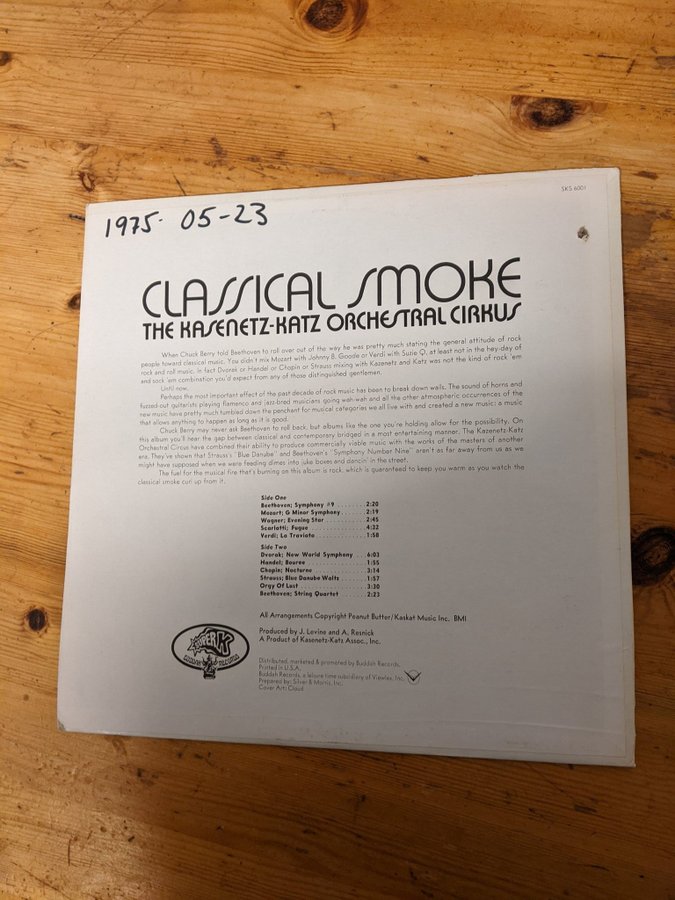 SKS 6001
1975- 05-23
CLASSICAL SMOKE
THE KASENETZ-KATZ ORCHESTRAL CIRKUS
When Chuck Berry told Beethoven to roll over out of the way he was pretty much stating the general attitude of rock
people toward classical music. You didn't mix Mozart with Johnny B. Goode or Verdi with Suzie Q, at least not in the hey-day of
rock and roll music. In fact Dvorak or Handel or Chopin or Strauss mixing with Kasenetz and Katz was not the kind of rock 'em
and sock 'em combination you'd expect from any of those distinguished gentlemen.
Until now.
Perhaps the most important effect of the past decade of rock music has been to break down walls. The sound of horns and
fuzzed-out guitarists playing flamenco and jazz-bred musicians going wah-wah and all the other atmospheric occurrences of the
new music have pretty much tumbled down the penchant for musical categories we all live with and created a new music: a music
that allows anything to happen as long as it is good.
Chuck Berry may never ask Beethoven to roll back, but albums like the one you're holding allow for the possibility. On
this album you'll hear the gap between classical and contemporary bridged in a most entertaining manner. The Kazenetz-Katz
Orchestral Circus have combined their ability to produce commercially viable music with the works of the masters of another
era. They've shown that Strauss's "Blue Danube" and Beethoven's "Symphony Number Nine" aren't as far away from us as we
might have supposed when we were feeding dimes into juke boxes and dancin' in the street.
The fuel for the musical fire that's burning on this album is rock, which is guaranteed to keep you warm as you watch the
classical smoke curl up from it.
Side One
Beethoven; Symphony #9 ........ 2:20
Mozart; G Minor Symphony ...... 2:19
Wagner; Evening Star .......... 2:45
Scarlatti; Fugue .............. 4:32
Verdi; La Traviata ............ 1:58
Side Two
Dvorak; New World Symphony .... 6:03
Handel; Bouree ................ 1:55
Chopin; Nocturne .............. 3:14
Strauss; Blue Danube Waltz .... 1:57
Orgy Of Lust .................. 3:30
Beethoven; String Quartet ..... 2:23
All Arrangements Copyright Peanut Butter/Kaskat Music Inc. BMI
Produced by J. Levine and A. Resnick
A Product of Kasenetz-Katz Assoc., Inc.
SUPER K
Distributed, marketed & promoted by Buddah Records,
Printed in U.S.A.
Buddah Records, a leisure time subsidiary of Viewlex, Inc.
Prepared by: Silver & Morris, Inc.
Cover Art: Cloud